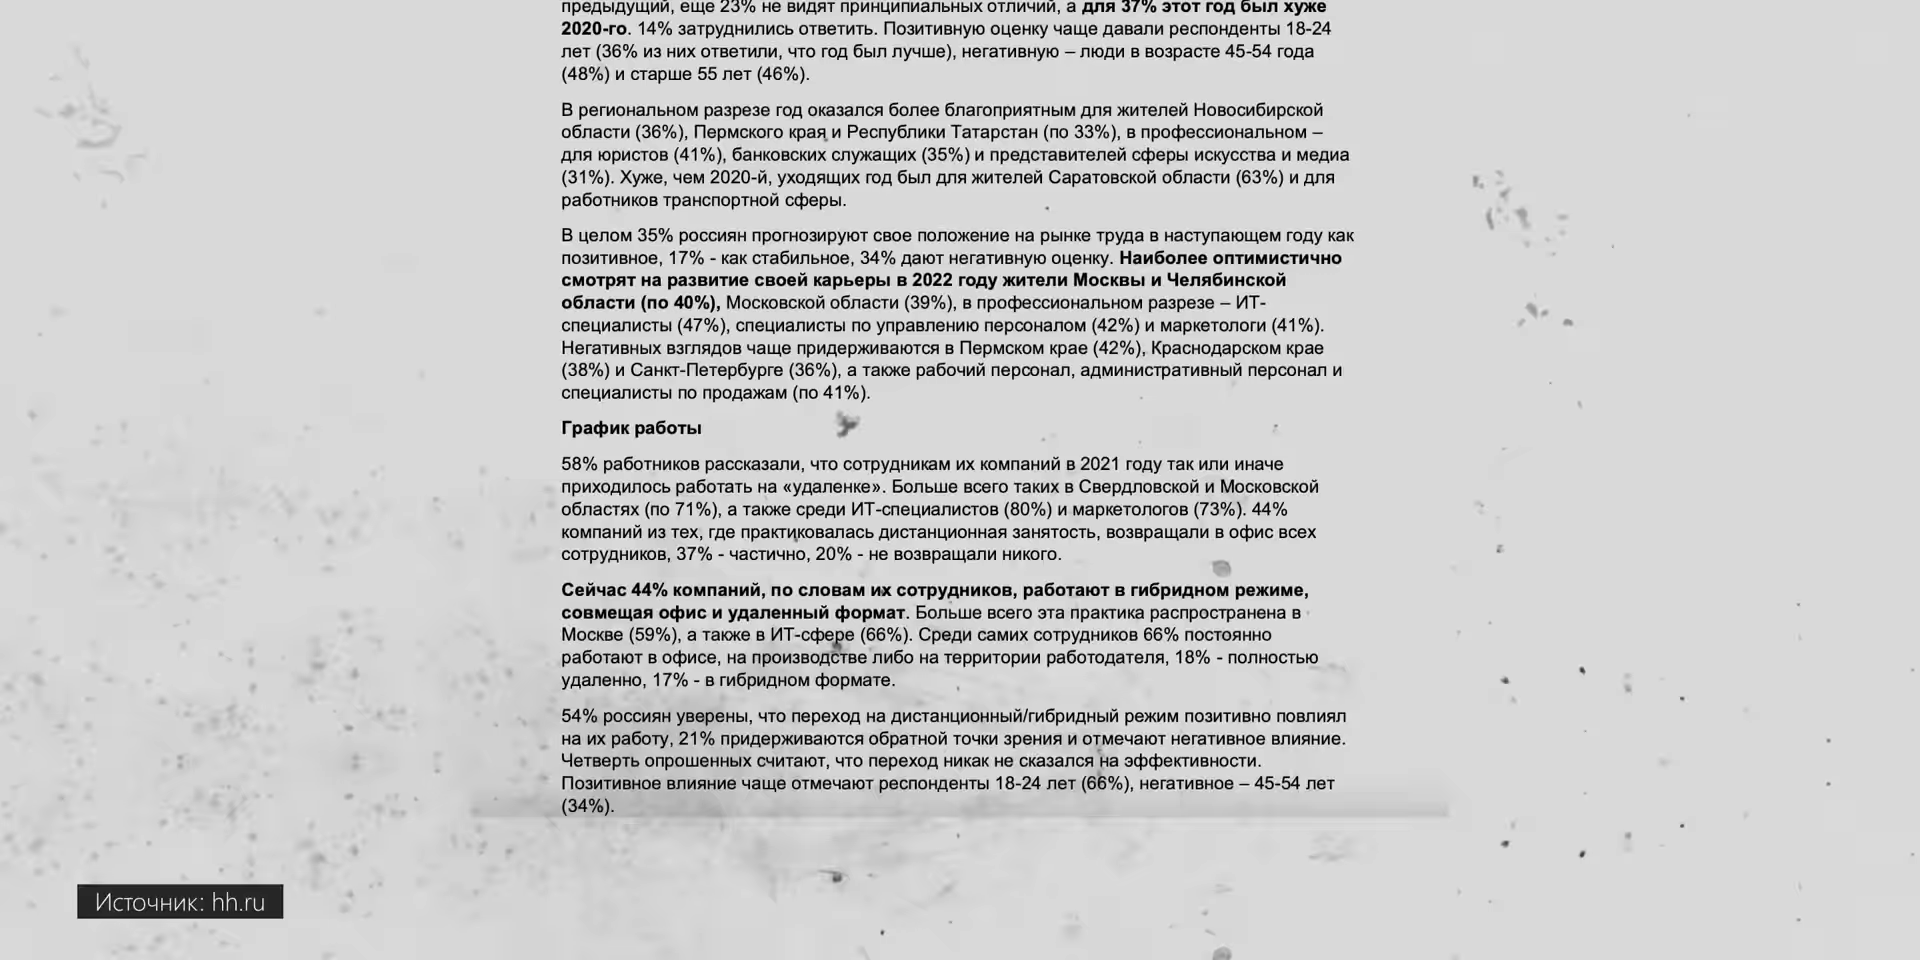 предыдущий, еще 23% не видят принципиальных отличий, а для 37% этот год был хуже
2020-го. 14% затруднились ответить. Позитивную оценку чаще давали респонденты 18-24
лет (36% из них ответили, что год был лучше), негативную – люди в возрасте 45-54 года
(48%) и старше 55 лет (46%).
В региональном разрезе год оказался более благоприятным для жителей Новосибирской
области (36%), Пермского края и Республики Татарстан (по 33%), в профессиональном –
для юристов (41%), банковских служащих (35%) и представителей сферы искусства и медиа
(31%). Хуже, чем 2020-й, уходящих год был для жителей Саратовской области (63%) и для
работников транспортной сферы.
В целом 35% россиян прогнозируют свое положение на рынке труда в наступающем году как
позитивное, 17% - как стабильное, 34% дают негативную оценку. Наиболее оптимистично
смотрят на развитие своей карьеры в 2022 году жители Москвы и Челябинской
области (по 40%), Московской области (39%), в профессиональном разрезе – ИТ-
специалисты (47%), специалисты по управлению персоналом (42%) и маркетологи (41%).
Негативных взглядов чаще придерживаются в Пермском крае (42%), Краснодарском крае
(38%) и Санкт-Петербурге (36%), а также рабочий персонал, административный персонал и
специалисты по продажам (по 41%).
График работы
58% работников рассказали, что сотрудникам их компаний в 2021 году так или иначе
приходилось работать на «удаленке». Больше всего таких в Свердловской и Московской
областях (по 71%), а также среди ИТ-специалистов (80%) и маркетологов (73%). 44%
компаний из тех, где практиковалась дистанционная занятость, возвращали в офис всех
сотрудников, 37% - частично, 20% - не возвращали никого.
Сейчас 44% компаний, по словам их сотрудников, работают в гибридном режиме,
совмещая офис и удаленный формат. Больше всего эта практика распространена в
Москве (59%), а также в ИТ-сфере (66%). Среди самих сотрудников 66% постоянно
работают в офисе, на производстве либо на территории работодателя, 18% - полностью
удаленно, 17% - в гибридном формате.
54% россиян уверены, что переход на дистанционный/гибридный режим позитивно повлиял
на их работу, 21% придерживаются обратной точки зрения и отмечают негативное влияние.
Четверть опрошенных считают, что переход никак не сказался на эффективности.
Позитивное влияние чаще отмечают респонденты 18-24 лет (66%), негативное – 45-54 лет
(34%).
Источник: hh.ru